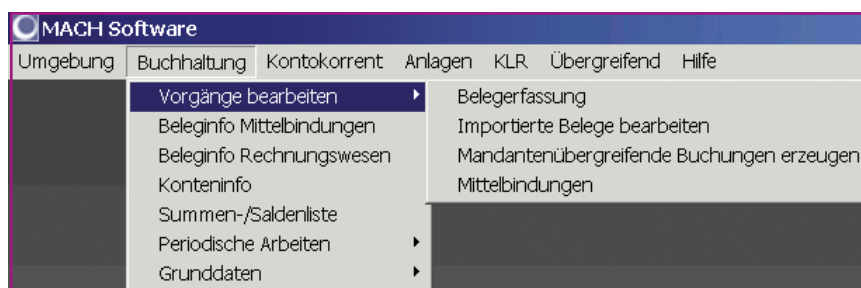 MACH Software
Umgebung Buchhaltung Kontokorrent Anlagen KLR Übergreifend Hilfe
Vorgänge bearbeiten
Beleginfo Mittelbindungen
Beleginfo Rechnungswesen
Konteninfo
Summen-/Saldenliste
Periodische Arbeiten
Grunddaten
Belegerfassung
Importierte Belege bearbeiten
Mandantenübergreifende Buchungen erzeugen
Mittelbindungen